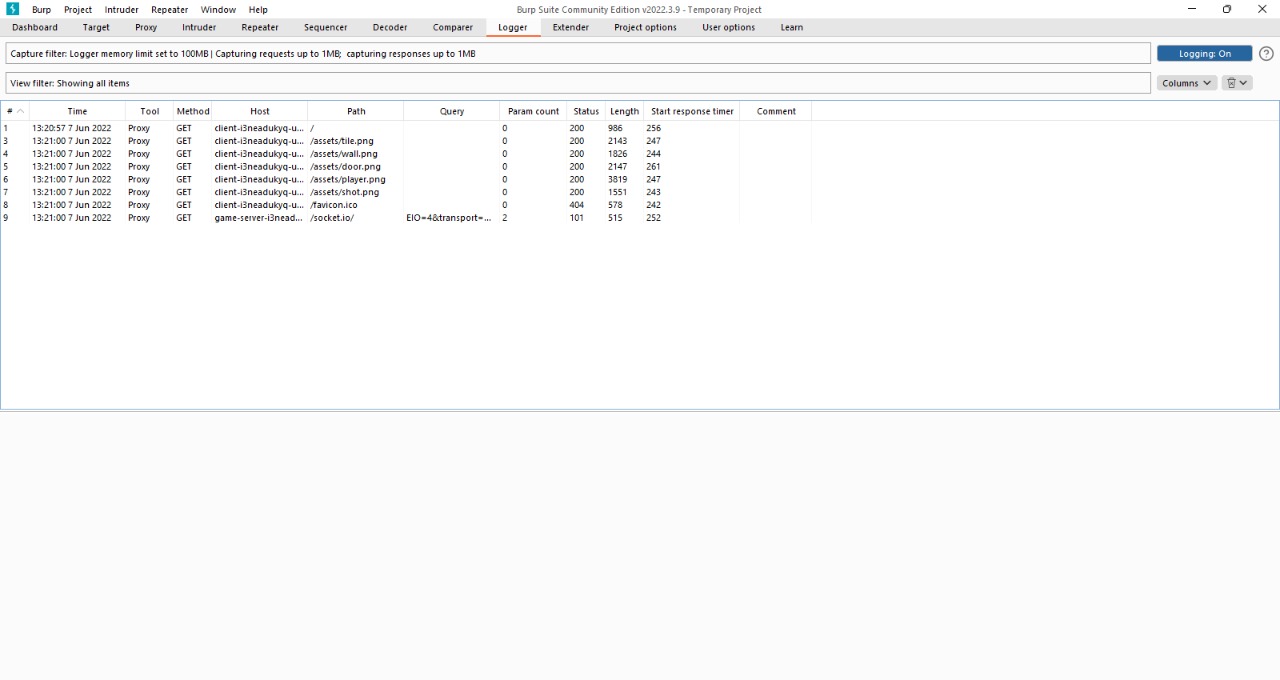 Burp Project Intruder Repeater Window Help Burp Suite Community Edition v2022.3.9 - Temporary Project
Dashboard Target Proxy Intruder Repeater Sequencer Decoder Comparer Logger Extender Project options User options Learn
Capture filter: Logger memory limit set to 100MB | Capturing requests up to 1MB; capturing responses up to 1MB Logging: On ?
View filter: Showing all items Columns
# Time Tool Method Host Path Query Param count Status Length Start response timer Comment
1 13:20:57 7 Jun 2022 Proxy GET client-i3neadukyq-u... / 0 200 986 256
3 13:21:00 7 Jun 2022 Proxy GET client-i3neadukyq-u... /assets/tile.png 0 200 2143 247
4 13:21:00 7 Jun 2022 Proxy GET client-i3neadukyq-u... /assets/wall.png 0 200 1826 244
5 13:21:00 7 Jun 2022 Proxy GET client-i3neadukyq-u... /assets/door.png 0 200 2147 261
6 13:21:00 7 Jun 2022 Proxy GET client-i3neadukyq-u... /assets/player.png 0 200 3819 247
7 13:21:00 7 Jun 2022 Proxy GET client-i3neadukyq-u... /assets/shot.png 0 200 1551 243
8 13:21:00 7 Jun 2022 Proxy GET client-i3neadukyq-u... /favicon.ico 0 404 578 242
9 13:21:00 7 Jun 2022 Proxy GET game-server-i3nead... /socket.io/ EIO=4&transport=... 2 101 515 252